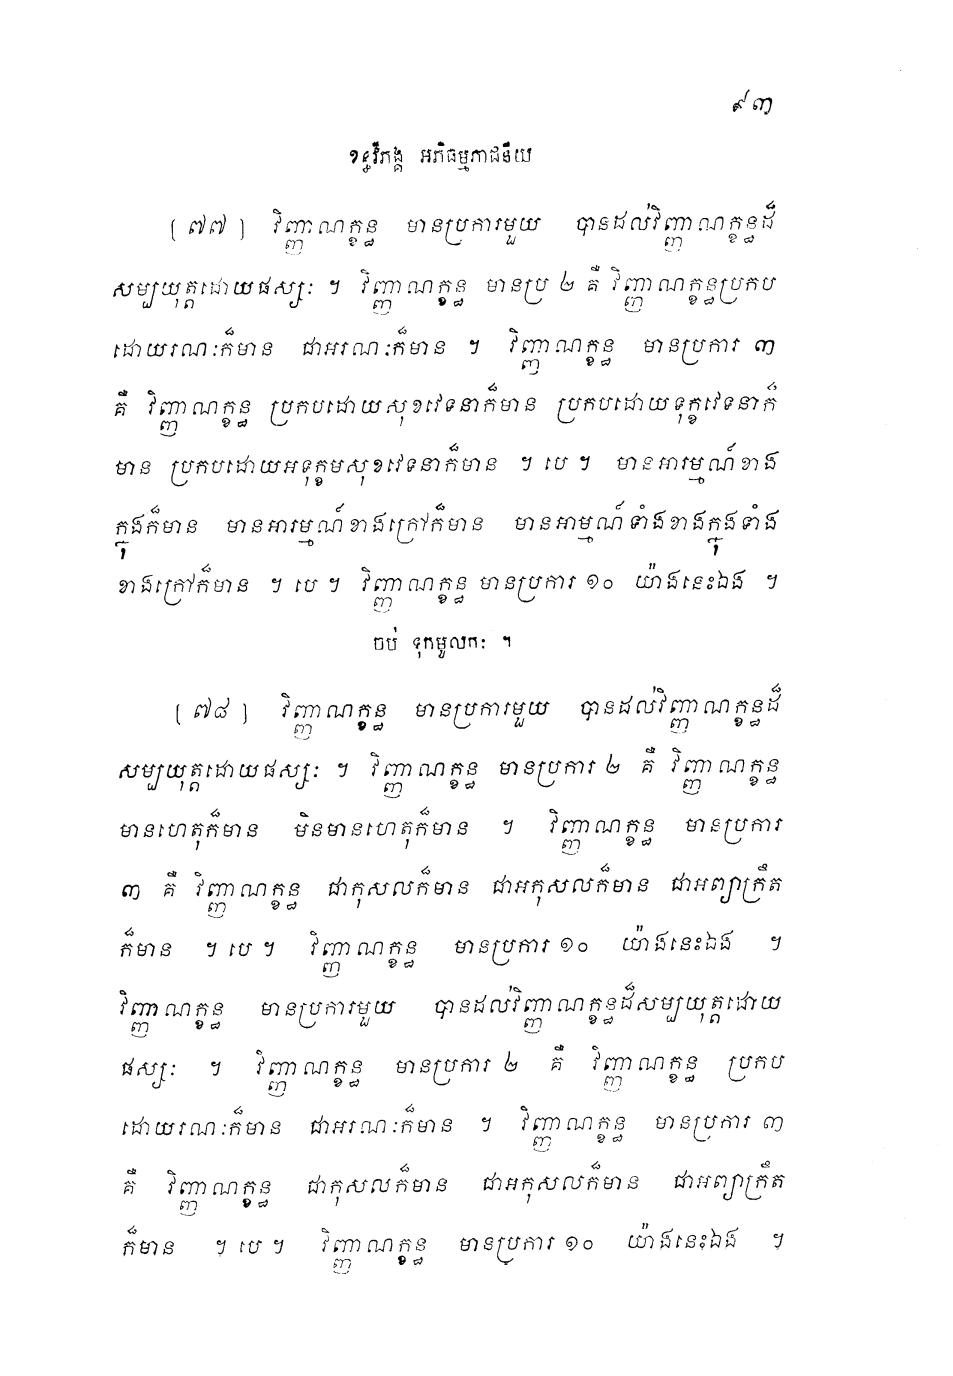 ៩៣
ខន្ធវិភង្គ អភិធម្មភាជនីយ
[៧៧] វិញ្ញាណក្ខន្ធ មានប្រការមួយ បានដល់វិញ្ញាណក្ខន្ធដ៏
សម្បយុត្តដោយផស្សៈ ។ វិញ្ញាណក្ខន្ធ មានប្រ ២ គឺ វិញ្ញាណក្ខន្ធប្រកប
ដោយរណៈក៏មាន ជាអរណៈក៏មាន ។ វិញ្ញាណក្ខន្ធ មានប្រការ ៣
គឺ វិញ្ញាណក្ខន្ធ ប្រកបដោយសុខវេទនាក៏មាន ប្រកបដោយទុក្ខវេទនាក៏
មាន ប្រកបដោយអទុក្ខមសុខវេទនាក៏មាន ។ បេ ។ មានអារម្មណ៍ខាង
ក្នុងក៏មាន មានអារម្មណ៍ខាងក្រៅក៏មាន មានអាម្មណ៍ទាំងខាងក្នុងទាំង
ខាងក្រៅក៏មាន ។ បេ ។ វិញ្ញាណក្ខន្ធ មានប្រការ ១០ យ៉ាងនេះឯង ។
ចប់ ទុកមូលកៈ ។
[៧៨] វិញ្ញាណក្ខន្ធ មានប្រការមួយ បានដល់វិញ្ញាណក្ខន្ធដ៏
សម្បយុត្តដោយផស្សៈ ។ វិញ្ញាណក្ខន្ធ មានប្រការ ២ គឺ វិញ្ញាណក្ខន្ធ
មានហេតុក៏មាន មិនមានហេតុក៏មាន ។ វិញ្ញាណក្ខន្ធ មានប្រការ
៣ គឺ វិញ្ញាណក្ខន្ធ ជាកុសលក៏មាន ជាអកុសលក៏មាន ជាអព្យាក្រឹត
ក៏មាន ។ បេ ។ វិញ្ញាណក្ខន្ធ មានប្រការ ១០ យ៉ាងនេះឯង ។
វិញ្ញាណក្ខន្ធ មានប្រការមួយ បានដល់វិញ្ញាណក្ខន្ធដ៏សម្បយុត្តដោយ
ផស្សៈ ។ វិញ្ញាណក្ខន្ធ មានប្រការ ២ គឺ វិញ្ញាណក្ខន្ធ ប្រកប
ដោយរណៈក៏មាន ជាអរណៈក៏មាន ។ វិញ្ញាណក្ខន្ធ មានប្រការ ៣
គឺ វិញ្ញាណក្ខន្ធ ជាកុសលក៏មាន ជាអកុសលក៏មាន ជាអព្យាក្រឹត
ក៏មាន ។ បេ ។ វិញ្ញាណក្ខន្ធ មានប្រការ ១០ យ៉ាងនេះឯង ។